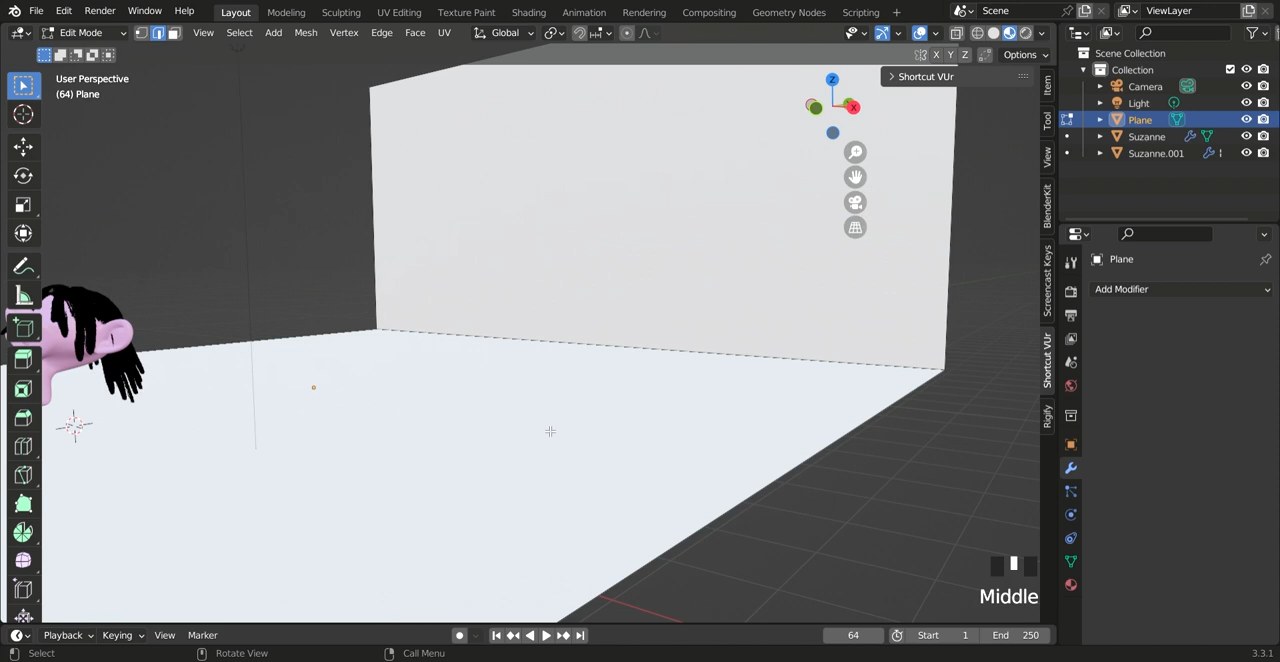 File Edit Render Window Help Layout Modeling Sculpting UV Editing Texture Paint Shading Animation Rendering Compositing Geometry Nodes Scripting + Scene ViewLayer
Edit Mode View Select Add Mesh Vertex Edge Face UV Global
X Y Z Options
User Perspective
(64) Plane
Shortcut VUr
Z
X
Item
Tool
View
BlenderKit
Screencast Keys
Shortcut VUr
Rigify
Middle
Scene Collection
Collection
Camera
Light
Plane
Suzanne
Suzanne.001
Plane
Add Modifier
Playback Keying View Marker 64 Start 1 End 250
Select Rotate View Call Menu 3.3.1